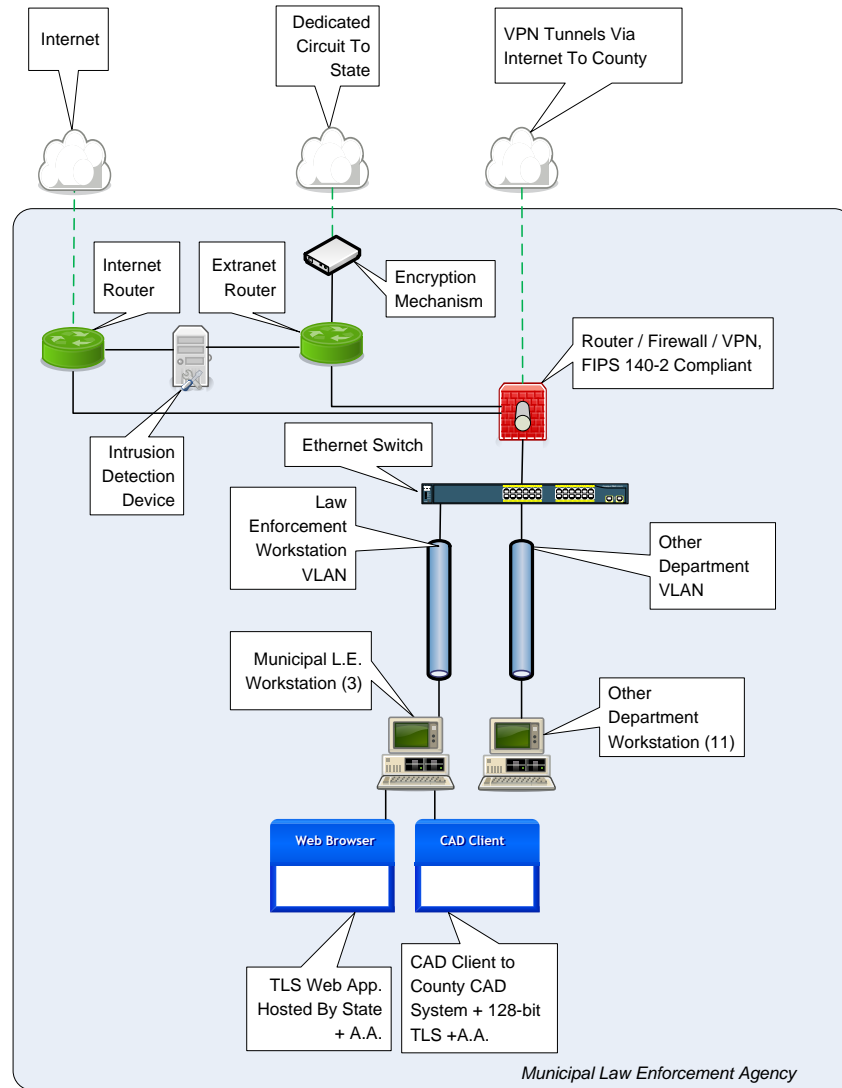 Internet
Dedicated
Circuit To
State
VPN Tunnels Via
Internet To County
Internet
Router
Extranet
Router
Encryption
Mechanism
Router / Firewall / VPN,
FIPS 140-2 Compliant
Intrusion
Detection
Device
Ethernet Switch
Law
Enforcement
Workstation
VLAN
Other
Department
VLAN
Municipal L.E.
Workstation (3)
Other
Department
Workstation (11)
Web Browser
CAD Client
TLS Web App.
Hosted By State
+ A.A.
CAD Client to
County CAD
System + 128-bit
TLS +A.A.
Municipal Law Enforcement Agency